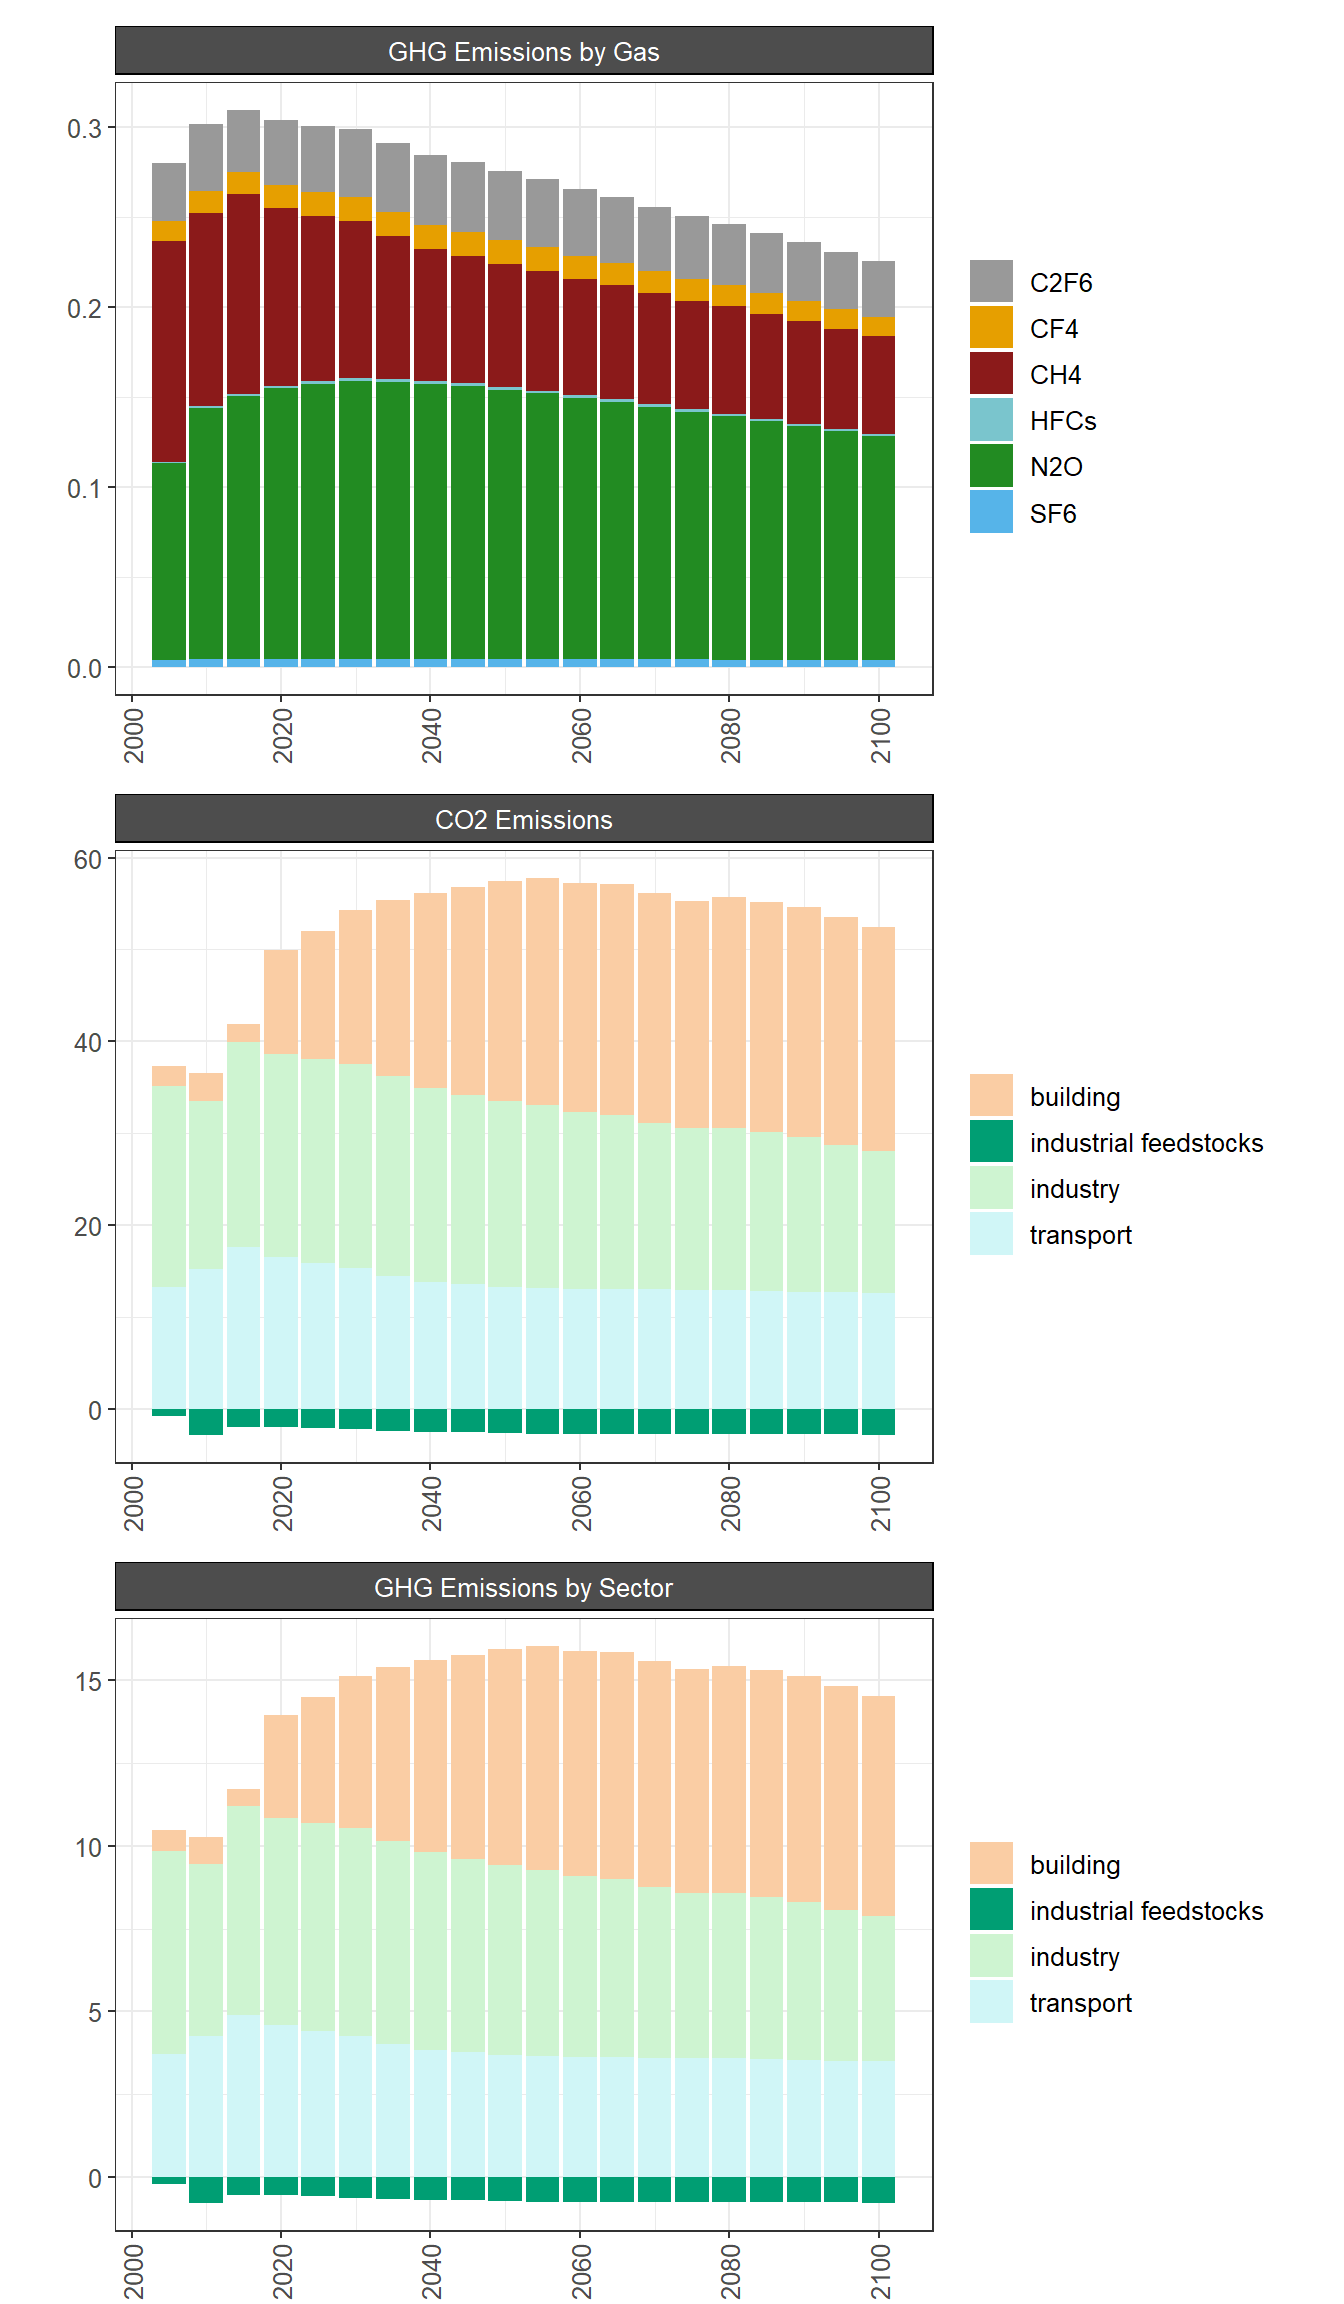 GHG Emissions by Gas
0.3
0.2
0.1
0.0
2000 2020 2040 2060 2080 2100
C2F6
CF4
CH4
HFCs
N2O
SF6
CO2 Emissions
60
40
20
0
2000 2020 2040 2060 2080 2100
building
industrial feedstocks
industry
transport
GHG Emissions by Sector
15
10
5
0
2000 2020 2040 2060 2080 2100
building
industrial feedstocks
industry
transport